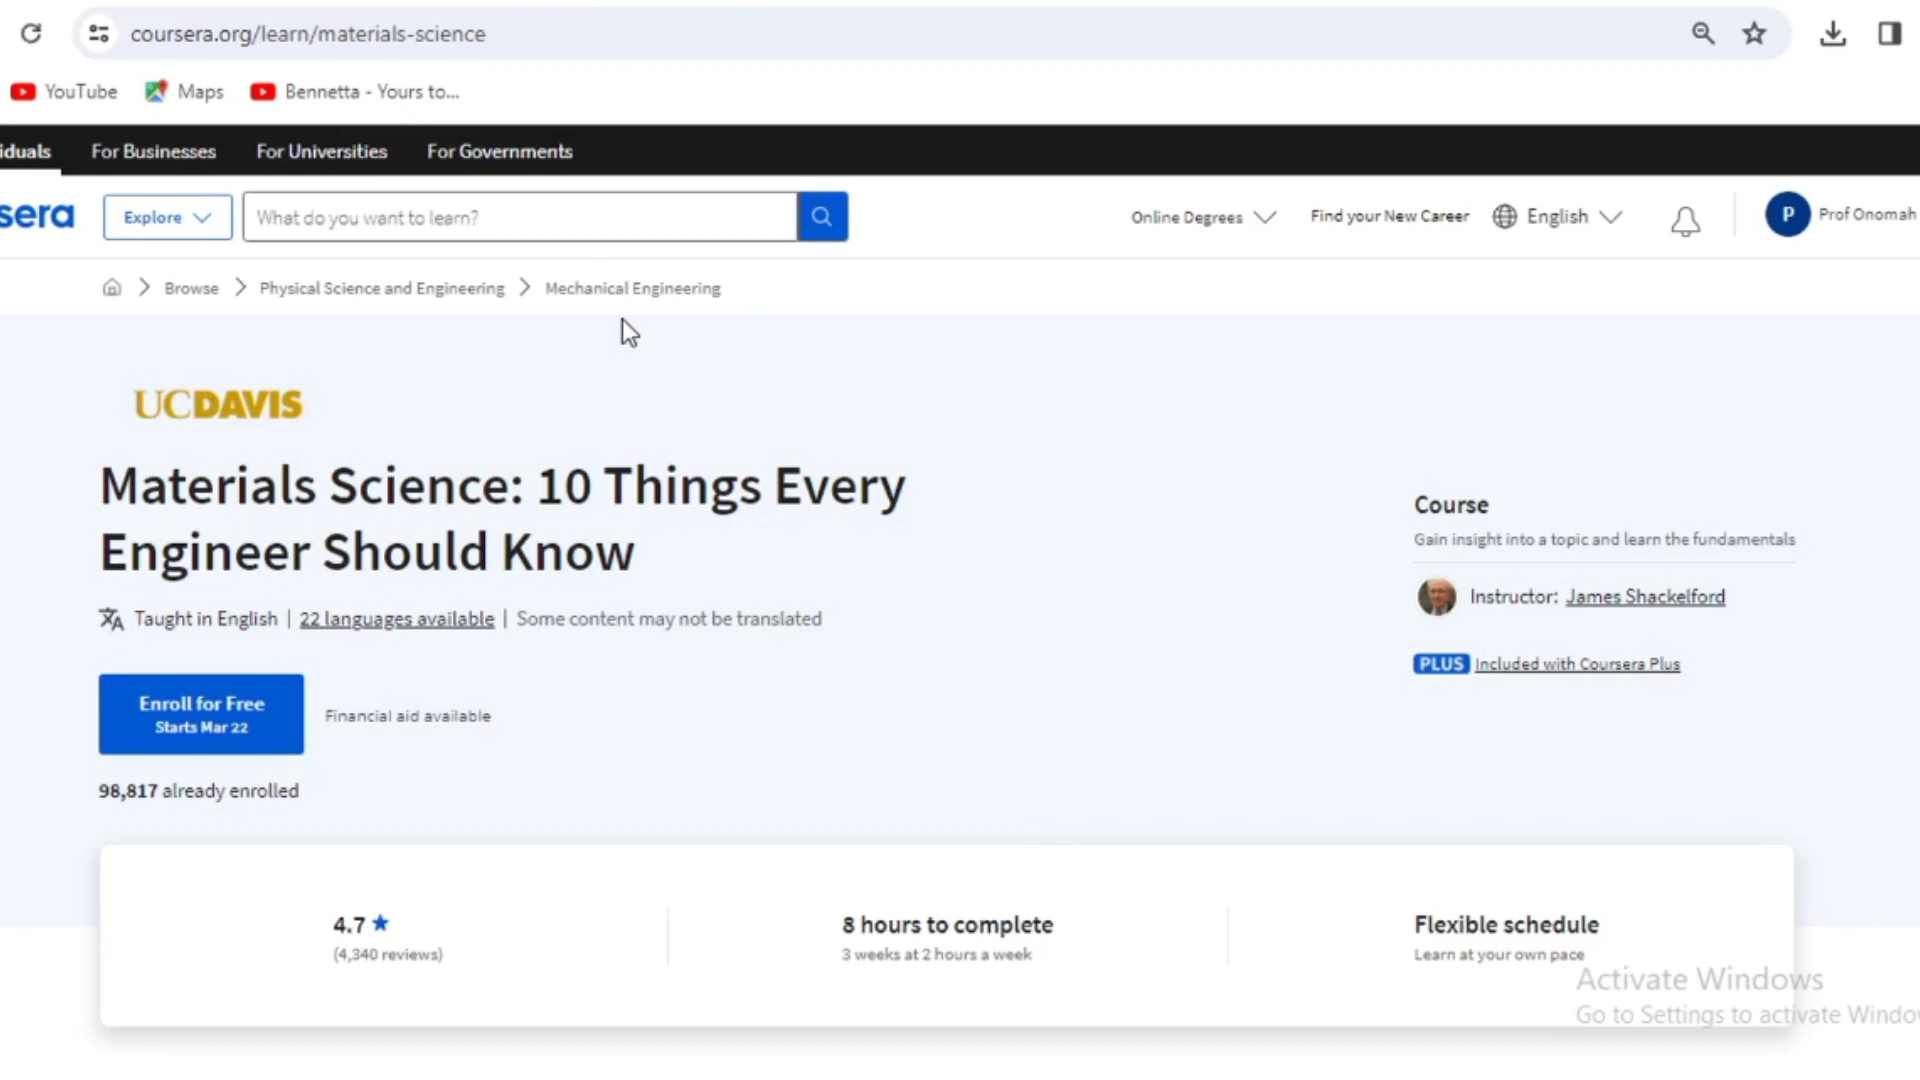 coursera.org/learn/materials-science
YouTube Maps Bennetta - Yours to...
iduals For Businesses For Universities For Governments
sera Explore What do you want to learn? Online Degrees Find your New Career English P Prof Onomah
Browse Physical Science and Engineering Mechanical Engineering
UCDAVIS
Materials Science: 10 Things Every
Engineer Should Know
Taught in English | 22 languages available | Some content may not be translated
Enroll for Free
Starts Mar 22
Financial aid available
98,817 already enrolled
Course
Gain insight into a topic and learn the fundamentals
Instructor: James Shackelford
PLUS Included with Coursera Plus
4.7
(4,340 reviews)
8 hours to complete
3 weeks at 2 hours a week
Flexible schedule
Learn at your own pace
Activate Windows
Go to Settings to activate Windo